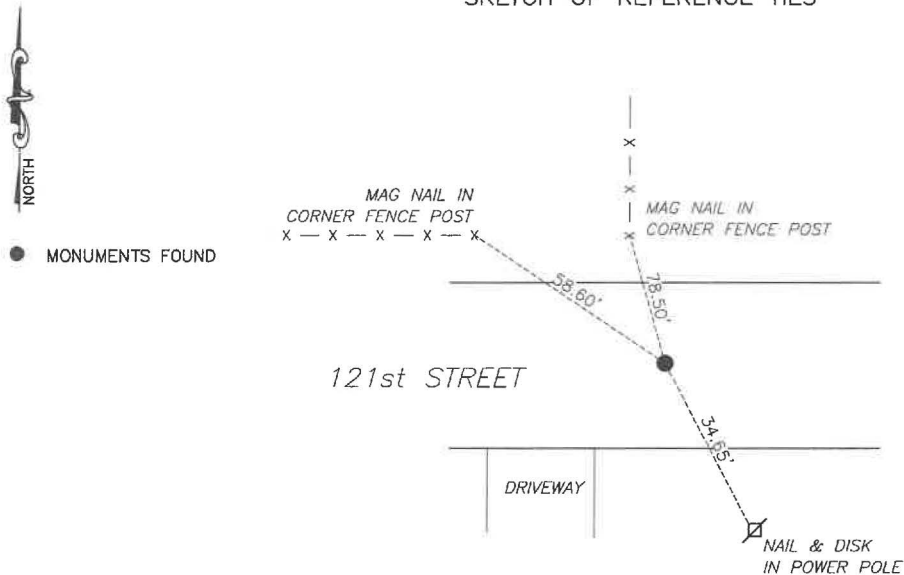 SKETCH OF REFERENCE TIES
NORTH
MAG NAIL IN
CORNER FENCE POST
X — X — X — X — X
X
X
X
MAG NAIL IN
CORNER FENCE POST
MONUMENTS FOUND
58.60'
78.50'
121st STREET
34.65'
DRIVEWAY
NAIL & DISK
IN POWER POLE